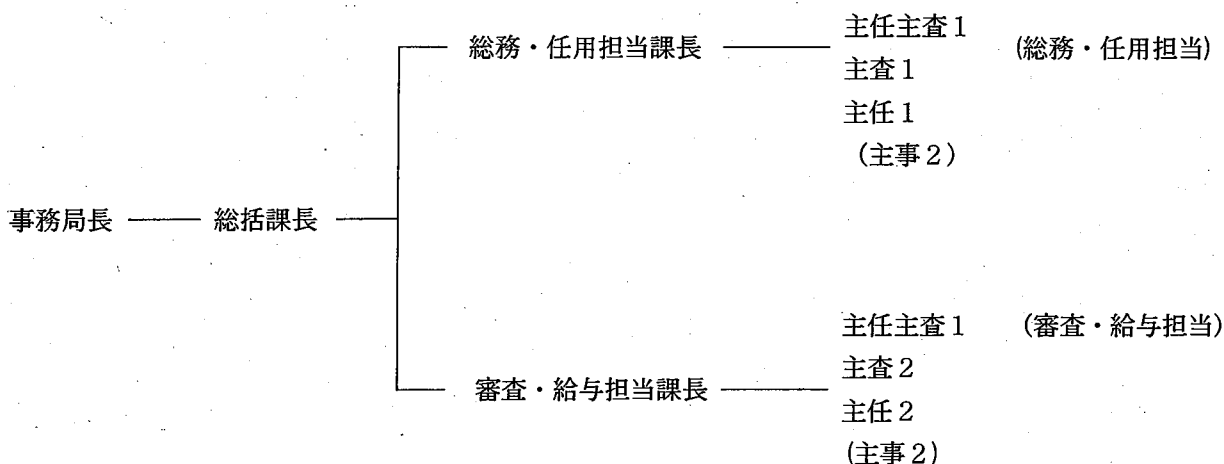 事務局長
総括課長
総務・任用担当課長
主任主査1
主査1
主任1
(主事2)
(総務・任用担当)
審査・給与担当課長
主任主査1
主査2
主任2
(主事2)
(審査・給与担当)